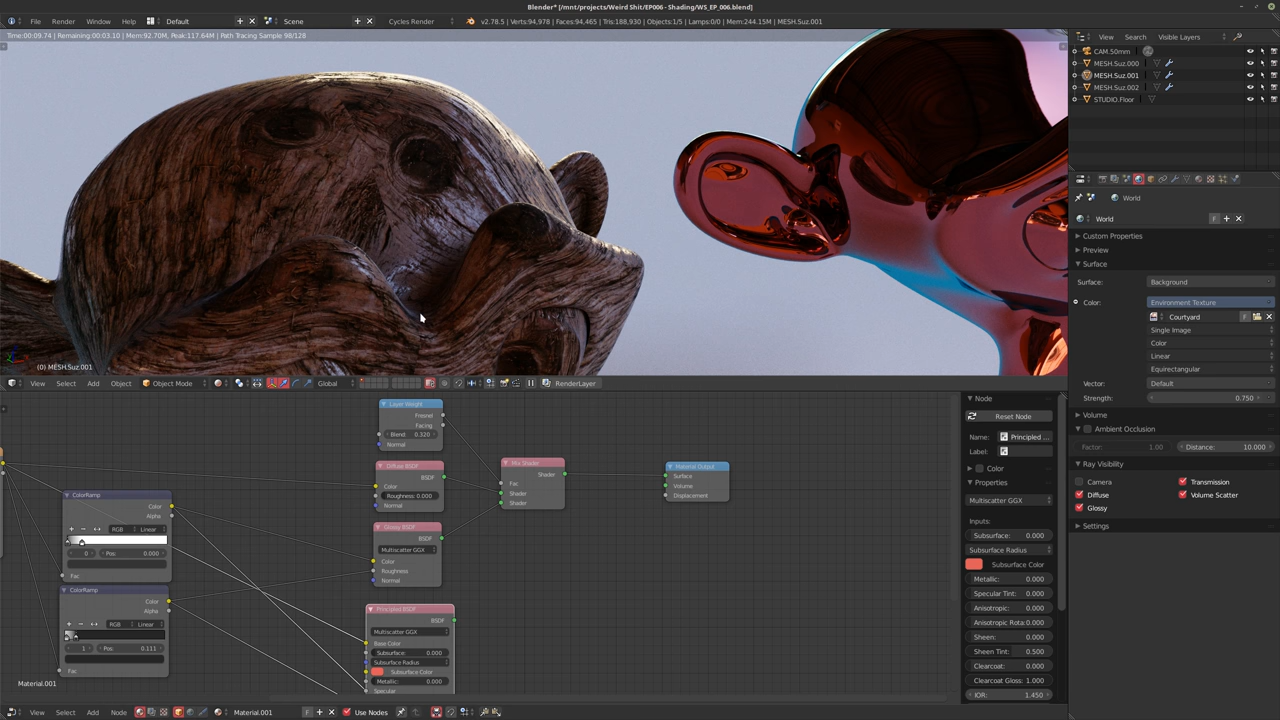 Blender* [/mnt/projects/Weird Shit/EP006 - Shading/WS_EP_006.blend]
File Render Window Help Default Scene Cycles Render v2.78.5 | Verts:94,978 | Faces:94,465 | Tris:188,930 | Objects:1/5 | Lamps:0/0 | Mem:244.15M | MESH.Suz.001
Time:00:09.74 | Remaining:00:03.10 | Mem:92.70M, Peak:117.64M | Path Tracing Sample 98/128
View Search Visible Layers
CAM.50mm
MESH.Suz.000
MESH.Suz.001
MESH.Suz.002
STUDIO.Floor
World
World F
Custom Properties
Preview
Surface
Surface: Background
Color: Environment Texture
Courtyard F
Single Image
Color
Linear
Equirectangular
Vector: Default
Strength: 0.750
Volume
Ambient Occlusion
Factor: 1.00 Distance: 10.000
Ray Visibility
Camera Transmission
Diffuse Volume Scatter
Glossy
Settings
(0) MESH.Suz.001
View Select Add Object Object Mode Global RenderLayer
Layer Weight
Fresnel
Facing
Blend: 0.320
Normal
Diffuse BSDF
BSDF
Color
Roughness: 0.000
Normal
Mix Shader
Shader
Fac
Shader
Shader
Material Output
Surface
Volume
Displacement
ColorRamp
Color
Alpha
RGB Linear
0 Pos: 0.000
Fac
Glossy BSDF
BSDF
Multiscatter GGX
Color
Roughness
Normal
ColorRamp
Color
Alpha
RGB Linear
1 Pos: 0.111
Fac
Principled BSDF
BSDF
Multiscatter GGX
Base Color
Subsurface: 0.000
Subsurface Radius
Subsurface Color
Metallic: 0.000
Specular
Material.001
Node
Reset Node
Name: Principled ...
Label:
Color
Properties
Multiscatter GGX
Inputs:
Subsurface: 0.000
Subsurface Radius
Subsurface Color
Metallic: 0.000
Specular Tint: 0.000
Anisotropic: 0.000
Anisotropic Rota: 0.000
Sheen: 0.000
Sheen Tint: 0.500
Clearcoat: 0.000
Clearcoat Gloss: 1.000
IOR: 1.450
View Select Add Node Material.001 F Use Nodes